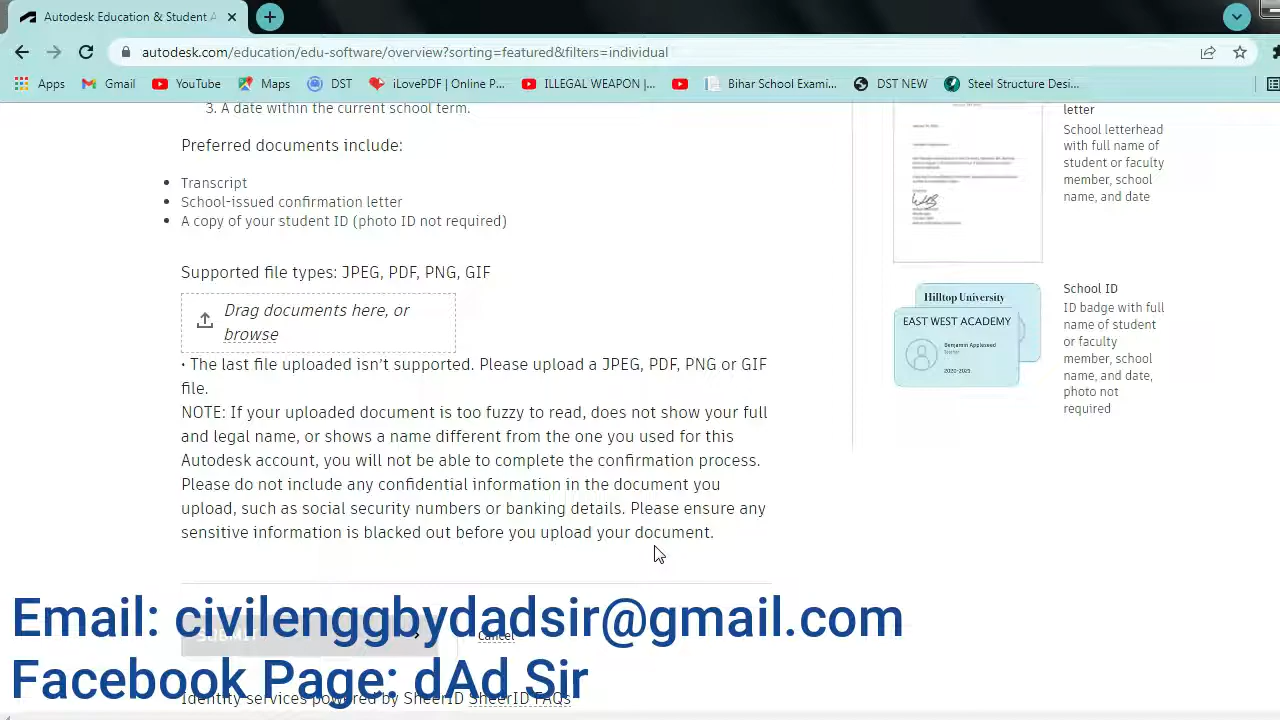 Autodesk Education & Student A
autodesk.com/education/edu-software/overview?sorting=featured&filters=individual
Apps Gmail YouTube Maps DST iLovePDF | Online P... ILLEGAL WEAPON |... Bihar School Exami... DST NEW Steel Structure Desi...
3. A date within the current school term.
Preferred documents include:
Transcript
School issued confirmation letter
Copy of your student ID (photo is not required)
Supported file types: JPEG, PDF, PNG, GIF
Drag documents here, or
· The last file uploaded isn't supported. Please upload a JPEG, PDF, PNG or GIF
file.
NOTE: If your uploaded document is too fuzzy to read, does not show your full
and legal name, or shows a name different from the one you used for this
Autodesk account, you will not be able to complete the confirmation process.
Please do not include any confidential information in the document you
upload, such as social security numbers or banking details. Please ensure any
sensitive information is blacked out before you upload your document.
letter
School letterhead
with full name of
student or faculty
member, school
name, and date
Hilltop University
EAST WEST ACADEMY
Benjamin Appleseed
2020-2021
School ID
ID badge with full
name of student
or faculty
member, school
name, and date,
photo not
required
SUBMIT
Cancel
Email: civilenggbydadsir@gmail.com
Facebook Page: dAd Sir
Identity services powered by SheerID SheerID FAQs